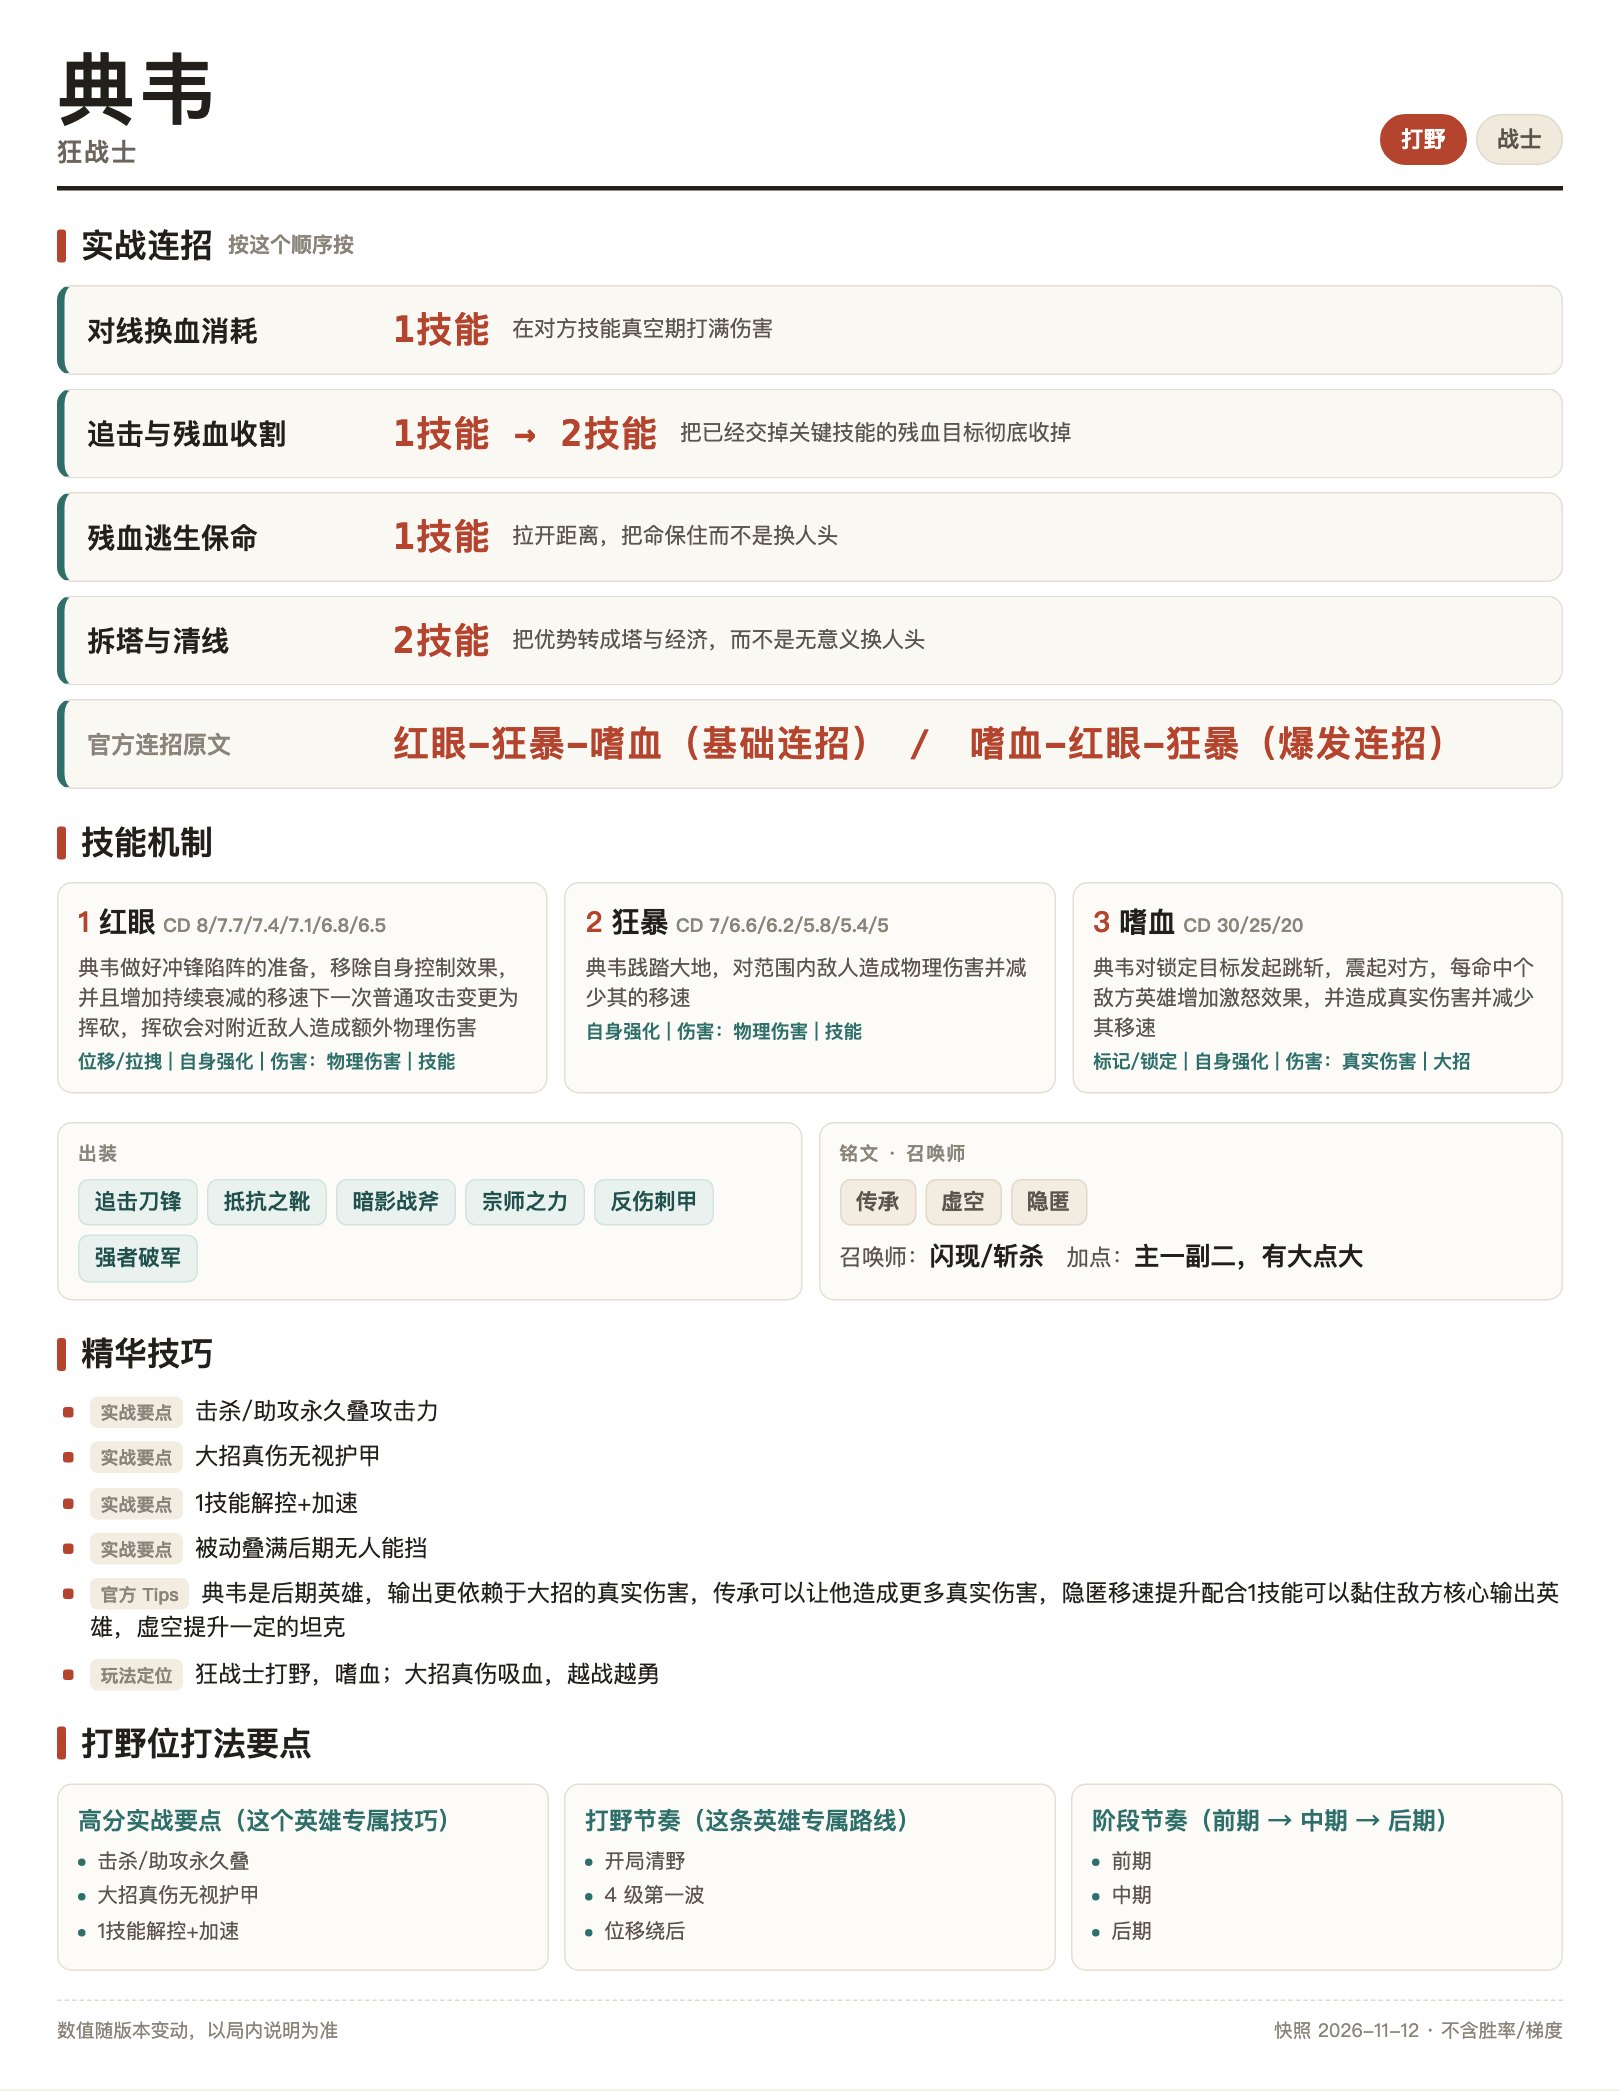 典韦
狂战士
打野 战士
实战连招 按这个顺序按
对线换血消耗 1技能 在对方技能真空期打满伤害
追击与残血收割 1技能 → 2技能 把已经交掉关键技能的残血目标彻底收掉
残血逃生保命 1技能 拉开距离，把命保住而不是换人头
拆塔与清线 2技能 把优势转成塔与经济，而不是无意义换人头
官方连招原文 红眼-狂暴-嗜血（基础连招） / 嗜血-红眼-狂暴（爆发连招）
技能机制
1 红眼 CD 8/7.7/7.4/7.1/6.8/6.5
典韦做好冲锋陷阵的准备，移除自身控制效果，
并且增加持续衰减的移速下一次普通攻击变更为
挥砍，挥砍会对附近敌人造成额外物理伤害
位移/拉拽 | 自身强化 | 伤害：物理伤害 | 技能
2 狂暴 CD 7/6.6/6.2/5.8/5.4/5
典韦践踏大地，对范围内敌人造成物理伤害并减
少其的移速
自身强化 | 伤害：物理伤害 | 技能
3 嗜血 CD 30/25/20
典韦对锁定目标发起跳斩，震起对方，每命中个
敌方英雄增加激怒效果，并造成真实伤害并减少
其移速
标记/锁定 | 自身强化 | 伤害：真实伤害 | 大招
出装
追击刀锋 抵抗之靴 暗影战斧 宗师之力 反伤刺甲
强者破军
铭文 · 召唤师
传承 虚空 隐匿
召唤师：闪现/斩杀 加点：主一副二，有大点大
精华技巧
实战要点 击杀/助攻永久叠攻击力
实战要点 大招真伤无视护甲
实战要点 1技能解控+加速
实战要点 被动叠满后期无人能挡
官方 Tips 典韦是后期英雄，输出更依赖于大招的真实伤害，传承可以让他造成更多真实伤害，隐匿移速提升配合1技能可以黏住敌方核心输出英
雄，虚空提升一定的坦克
玩法定位 狂战士打野，嗜血；大招真伤吸血，越战越勇
打野位打法要点
高分实战要点（这个英雄专属技巧）
击杀/助攻永久叠
大招真伤无视护甲
1技能解控+加速
打野节奏（这条英雄专属路线）
开局清野
4 级第一波
位移绕后
阶段节奏（前期 → 中期 → 后期）
前期
中期
后期
数值随版本变动，以局内说明为准
快照 2026-11-12 · 不含胜率/梯度